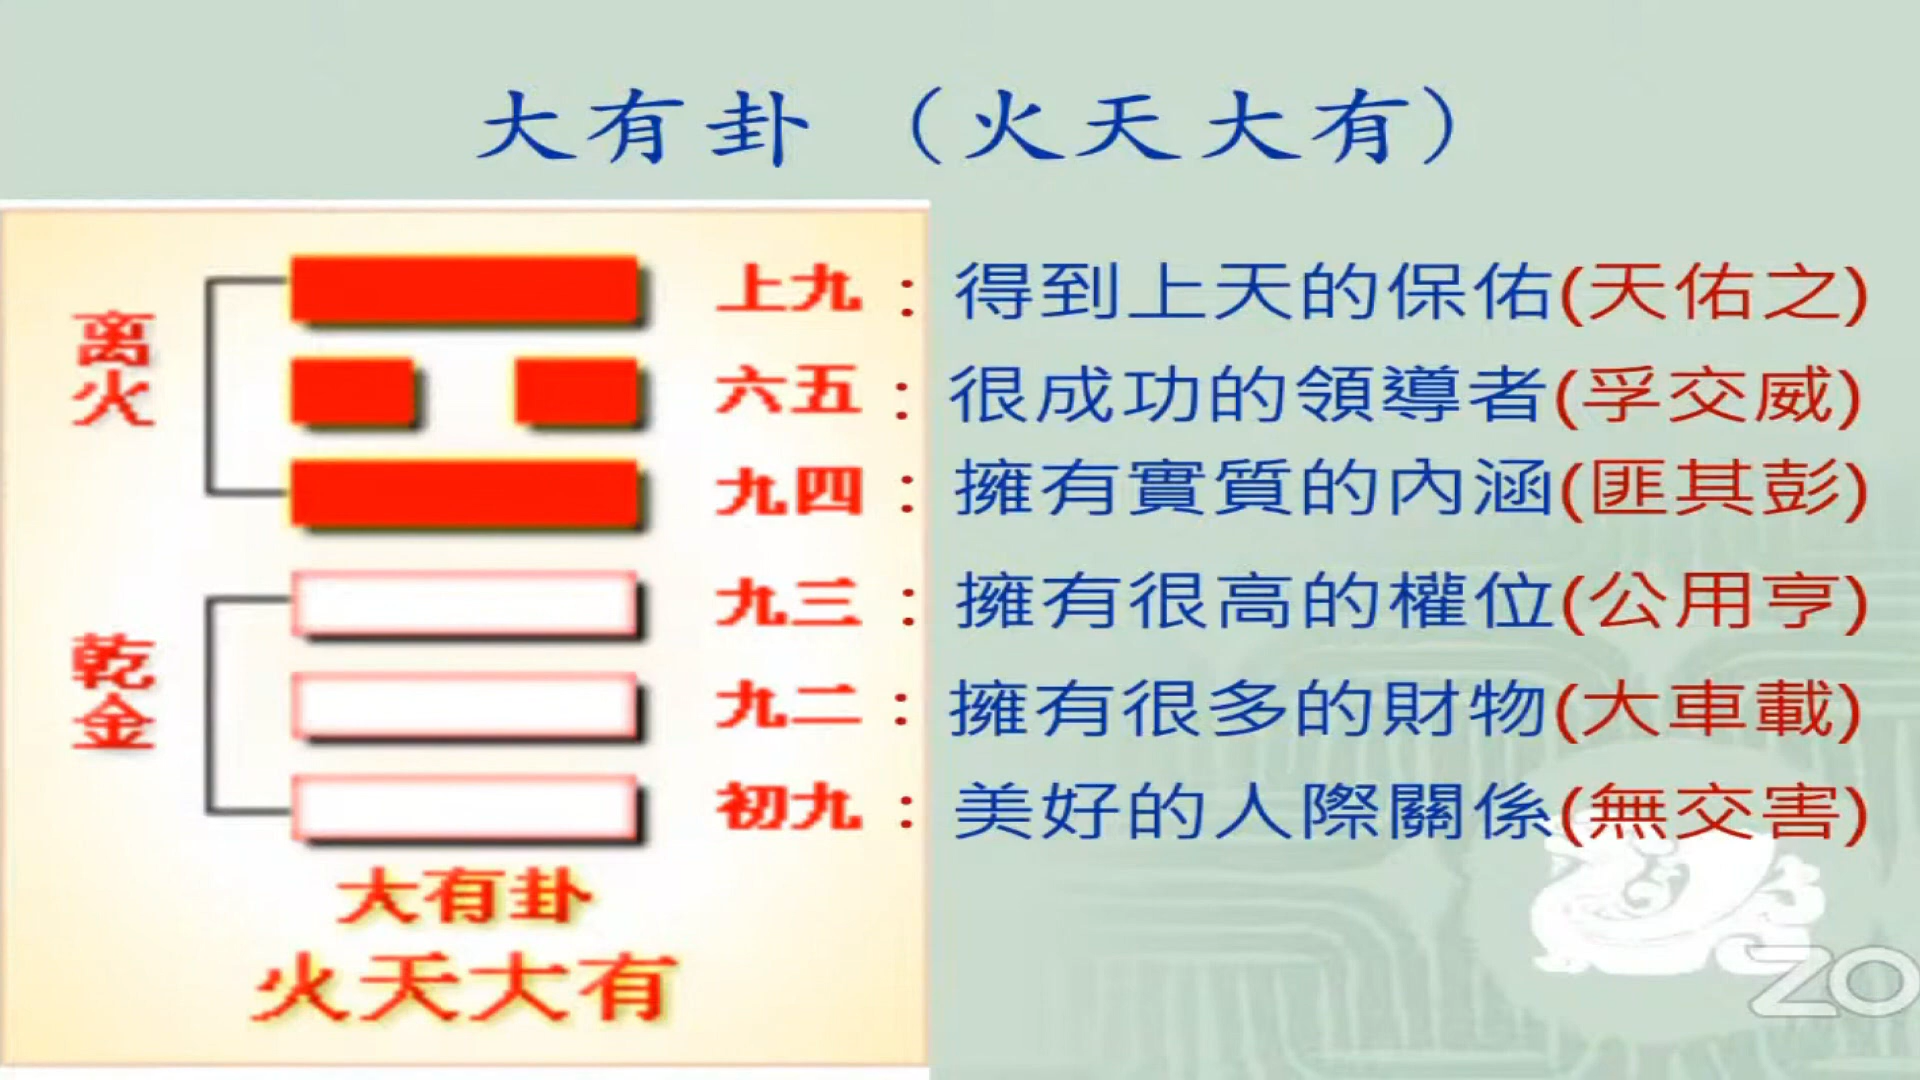 大有卦（火天大有）
离火
乾金
上九：得到上天的保佑(天佑之)
六五：很成功的領導者(孚交威)
九四：擁有實質的內涵(匪其彭)
九三：擁有很高的權位(公用亨)
九二：擁有很多的財物(大車載)
初九：美好的人際關係(無交害)
大有卦
火天大有
ZO